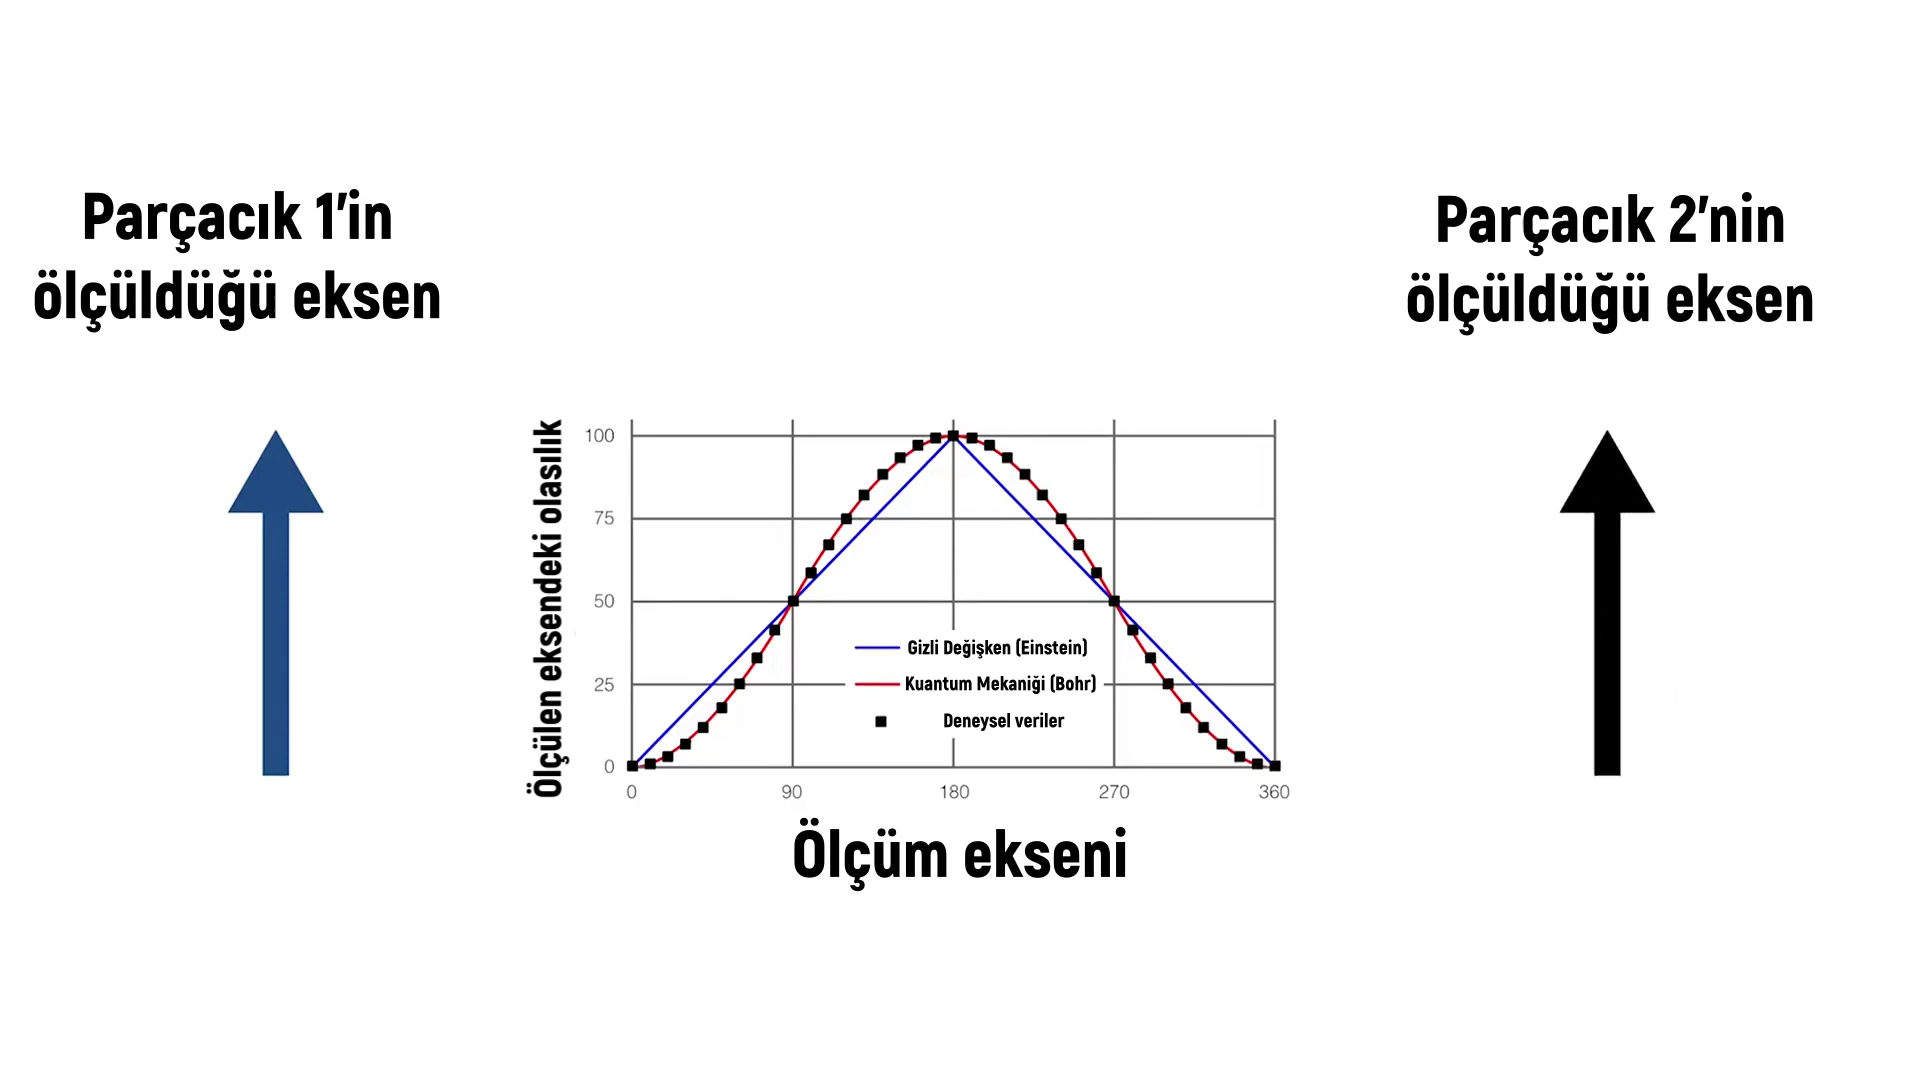 Parçacık 1'in
ölçüldüğü eksen
Parçacık 2'nin
ölçüldüğü eksen
Ölçülen eksendeki olasılık
100
75
50
25
0
Gizli Değişken (Einstein)
Kuantum Mekaniği (Bohr)
Deneysel veriler
0
90
180
270
360
Ölçüm ekseni